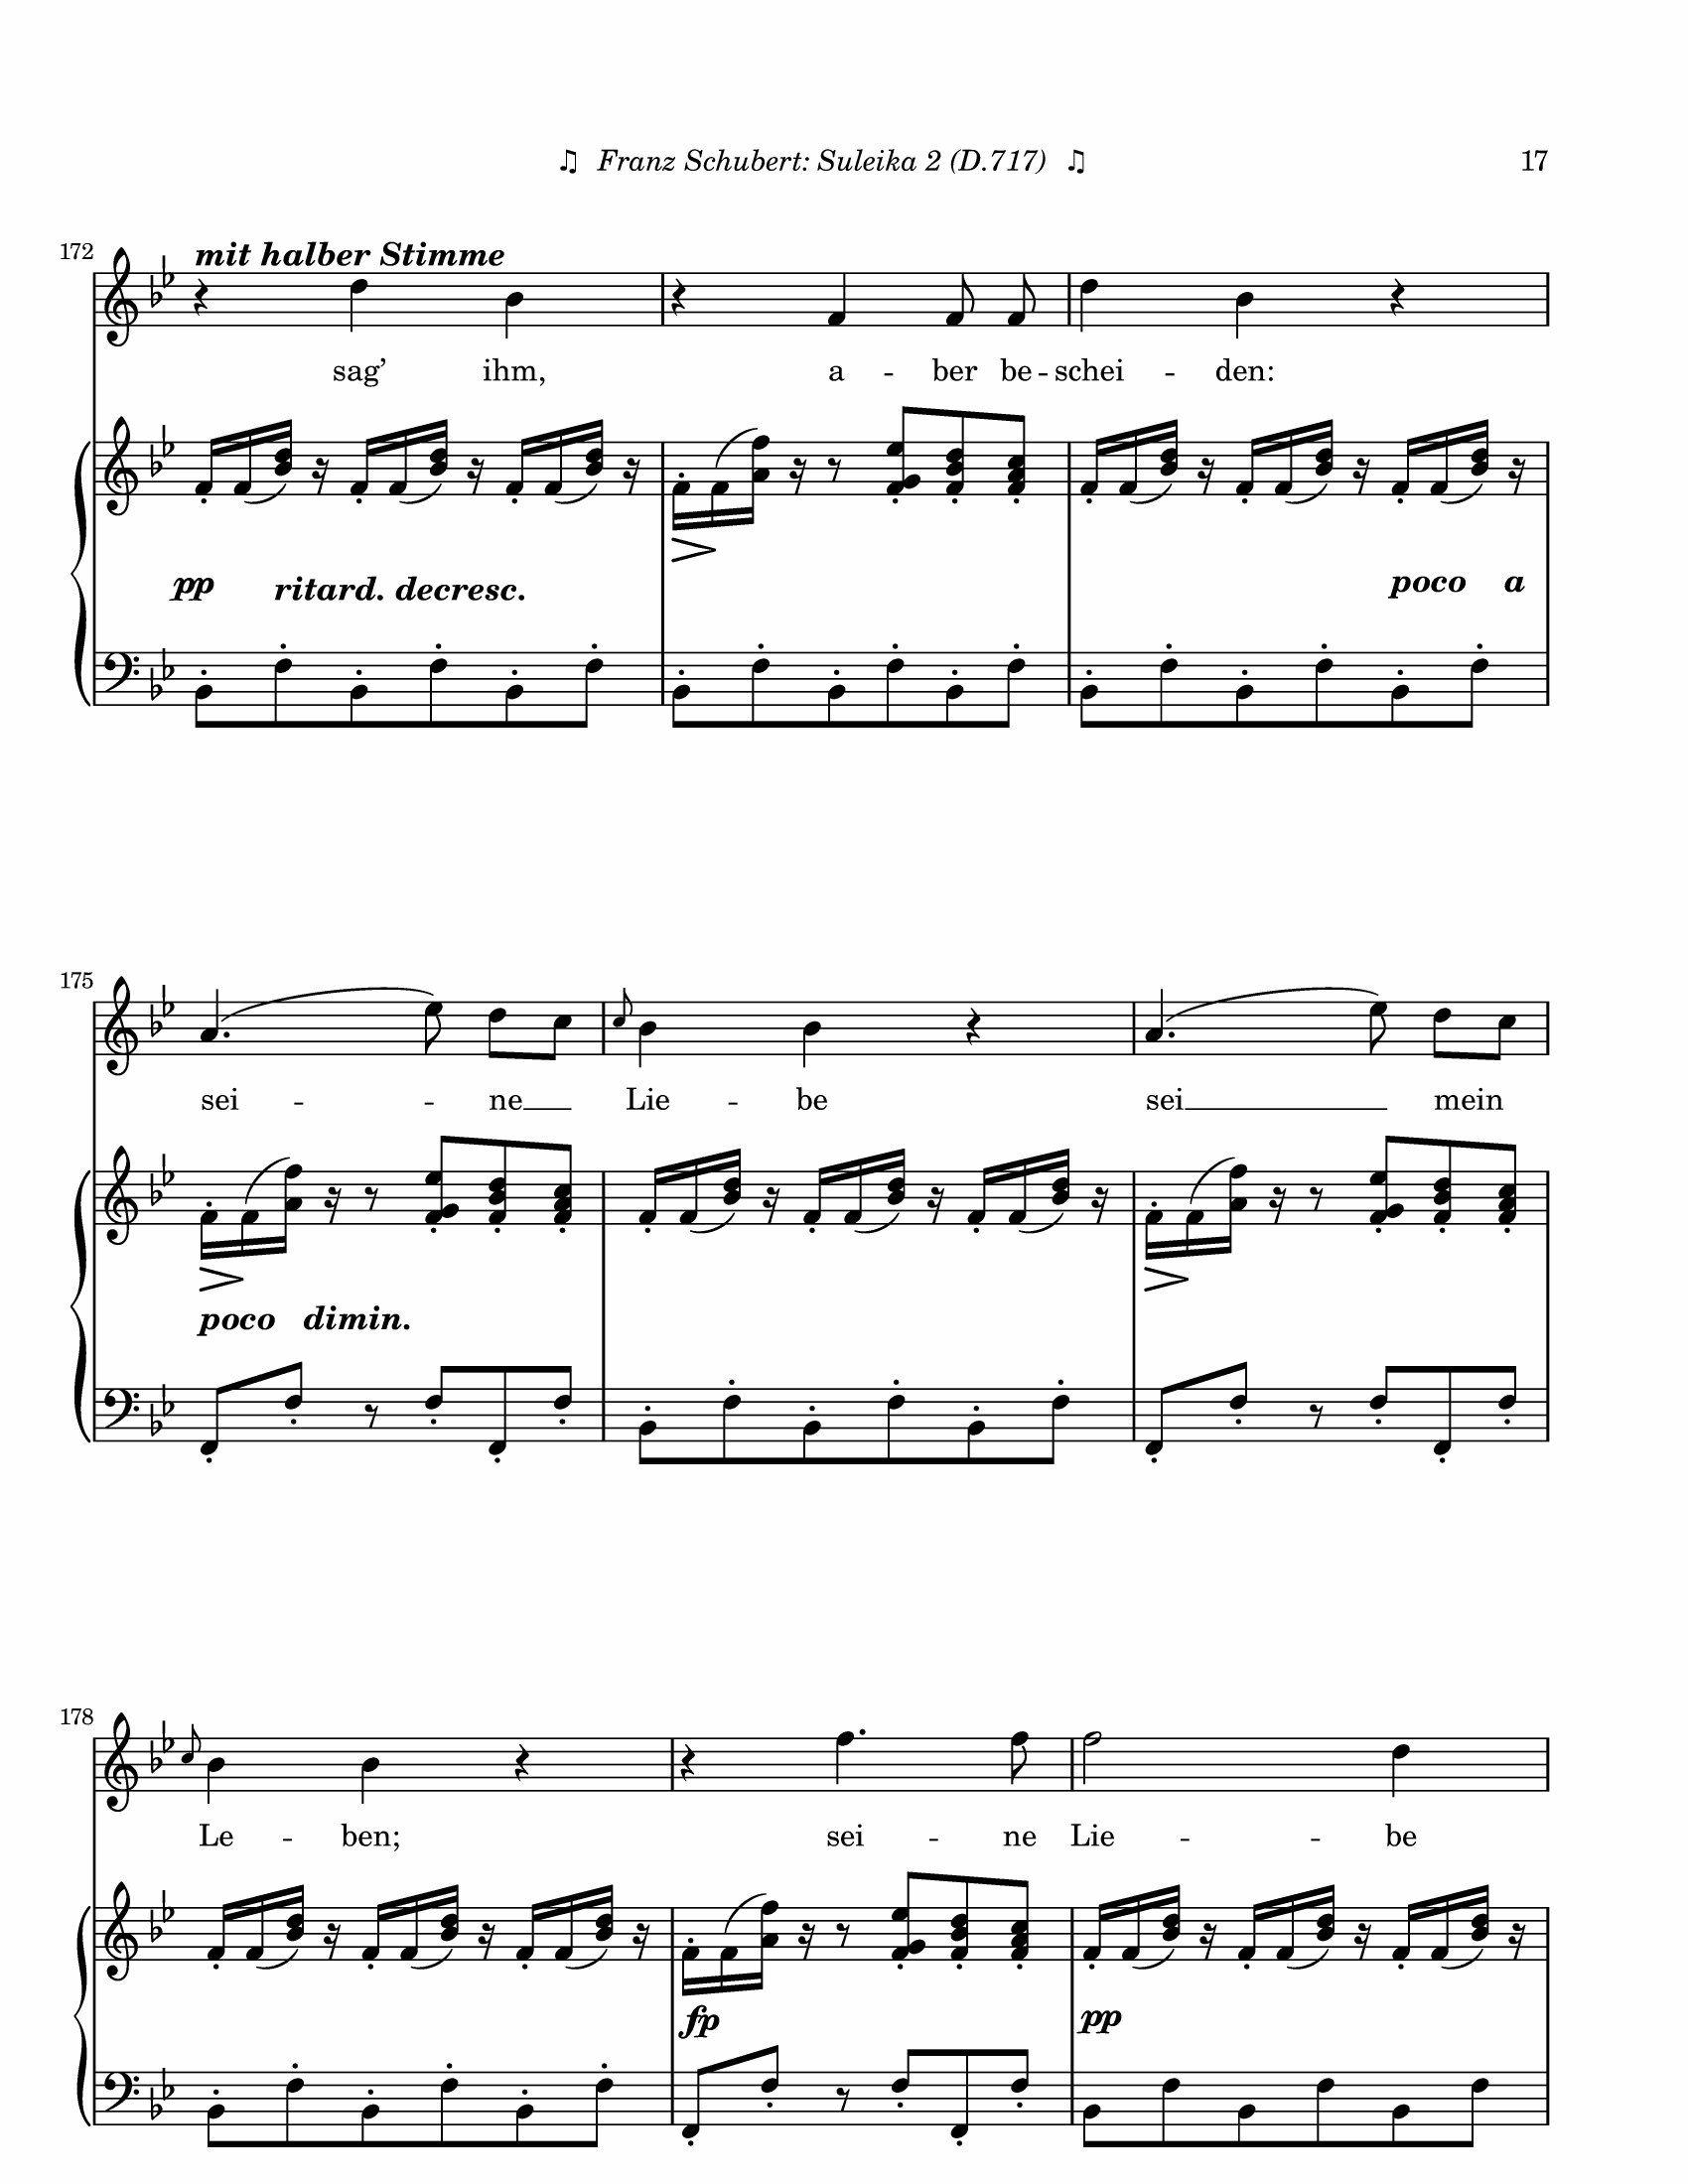 ♫ Franz Schubert: Suleika 2 (D.717) ♫ 17
172
mit halber Stimme
sag’ ihm, a -- ber be -- schei -- den:
pp ritard. decresc. poco a
175
sei -- -- ne __ Lie -- be sei __ mein
poco dimin.
178
Le -- ben; sei -- ne Lie -- -- be
fp pp